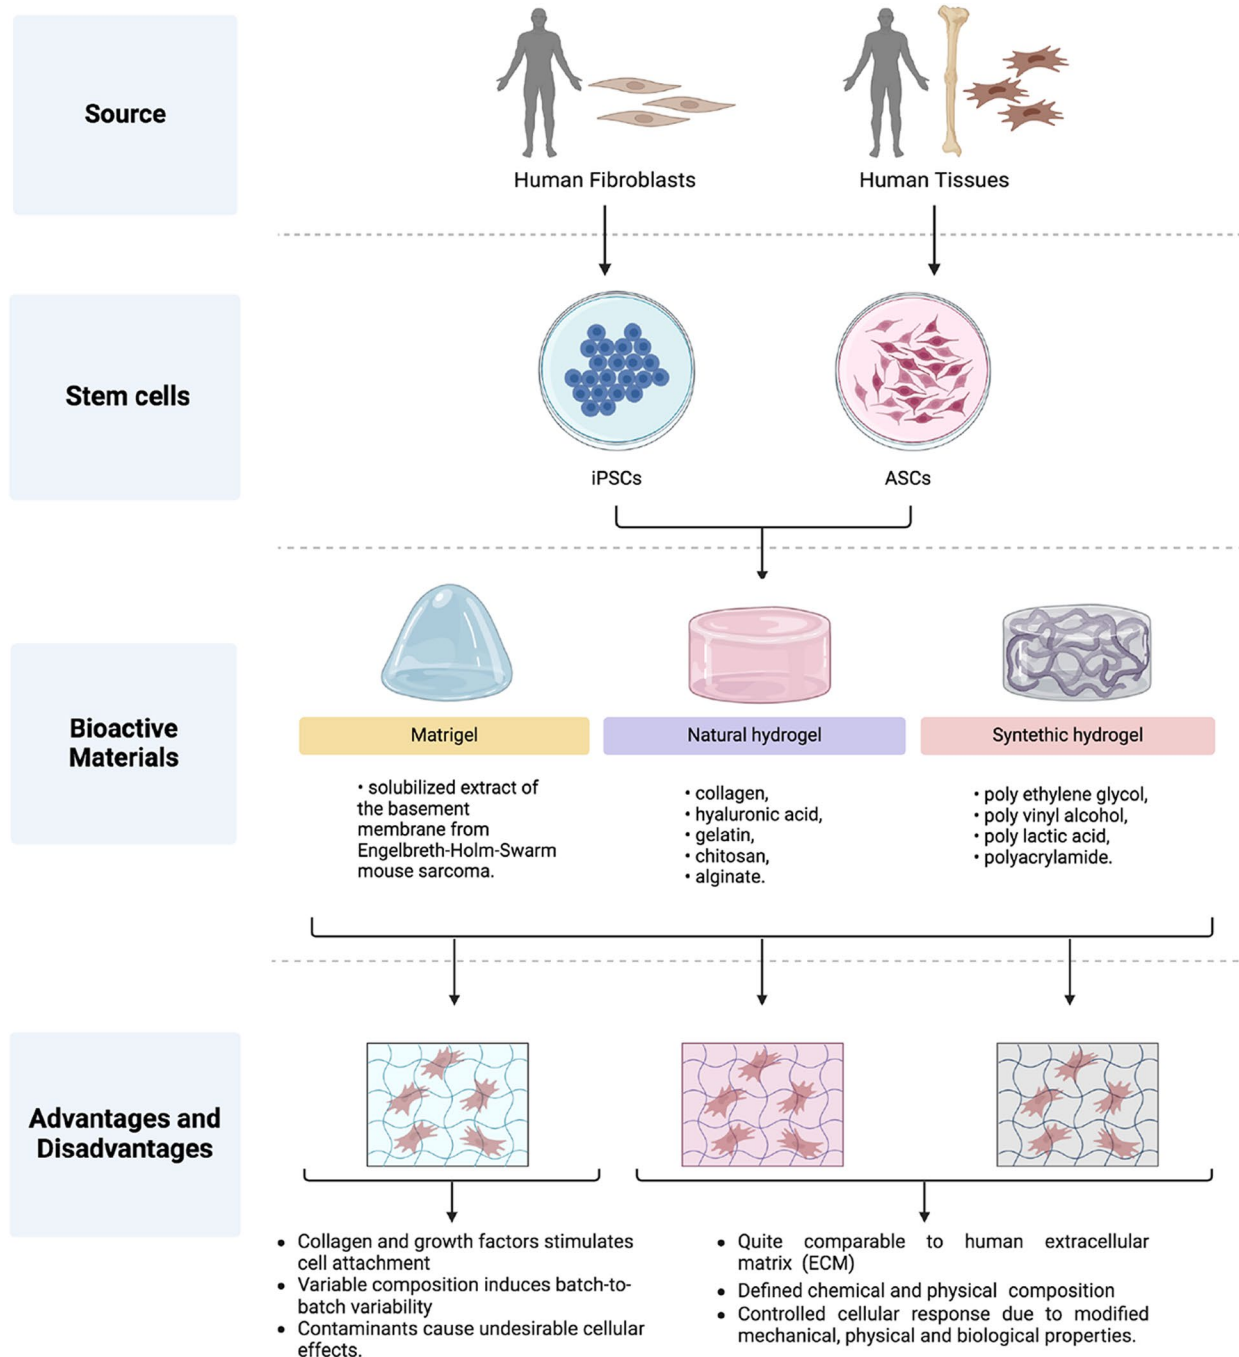 Source
Human Fibroblasts
Human Tissues
Stem cells
iPSCs
ASCs
Bioactive
Materials
Matrigel
• solubilized extract of
the basement
membrane from
Engelbreth-Holm-Swarm
mouse sarcoma.
Natural hydrogel
• collagen,
• hyaluronic acid,
• gelatin,
• chitosan,
• alginate.
Syntethic hydrogel
• poly ethylene glycol,
• poly vinyl alcohol,
• poly lactic acid,
• polyacrylamide.
Advantages and
Disadvantages
• Collagen and growth factors stimulates
cell attachment
• Variable composition induces batch-to-
batch variability
• Contaminants cause undesirable cellular
effects.
• Quite comparable to human extracellular
matrix (ECM)
• Defined chemical and physical composition
• Controlled cellular response due to modified
mechanical, physical and biological properties.